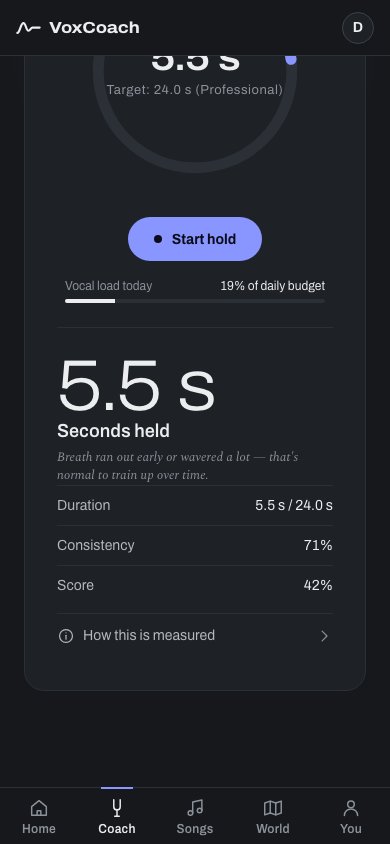 VoxCoach
D
5.5 s
Target: 24.0 s (Professional)
Start hold
Vocal load today 19% of daily budget
5.5 s
Seconds held
Breath ran out early or wavered a lot — that's
normal to train up over time.
Duration 5.5 s / 24.0 s
Consistency 71%
Score 42%
How this is measured
Home Coach Songs World You